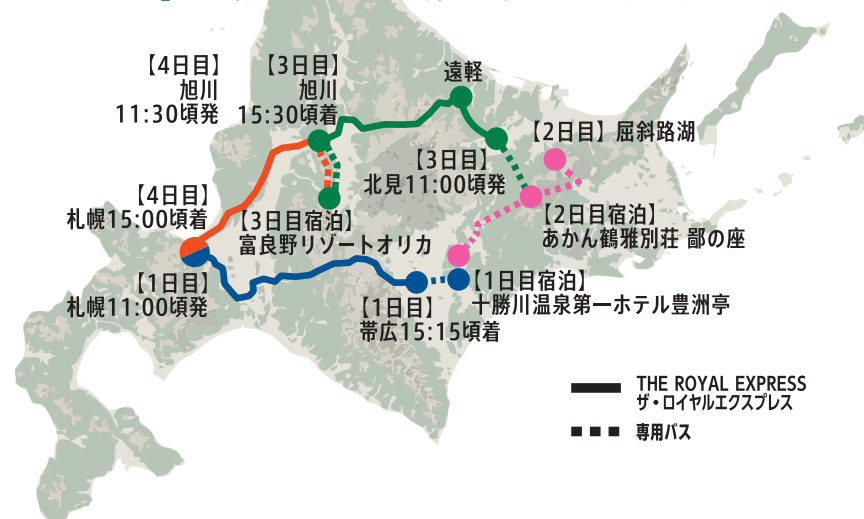 【4日目】
旭川
11:30頃発
【3日目】
旭川
15:30頃着
遠軽
【2日目】屈斜路湖
【3日目】
北見11:00頃発
【4日目】
札幌15:00頃着
【3日目宿泊】
富良野リゾートオリカ
【2日目宿泊】
あかん鶴雅別荘 鄙の座
【1日目】
札幌11:00頃発
【1日目宿泊】
十勝川温泉第一ホテル豊洲亭
【1日目】
帯広15:15頃着
THE ROYAL EXPRESS
ザ・ロイヤルエクスプレス
専用バス